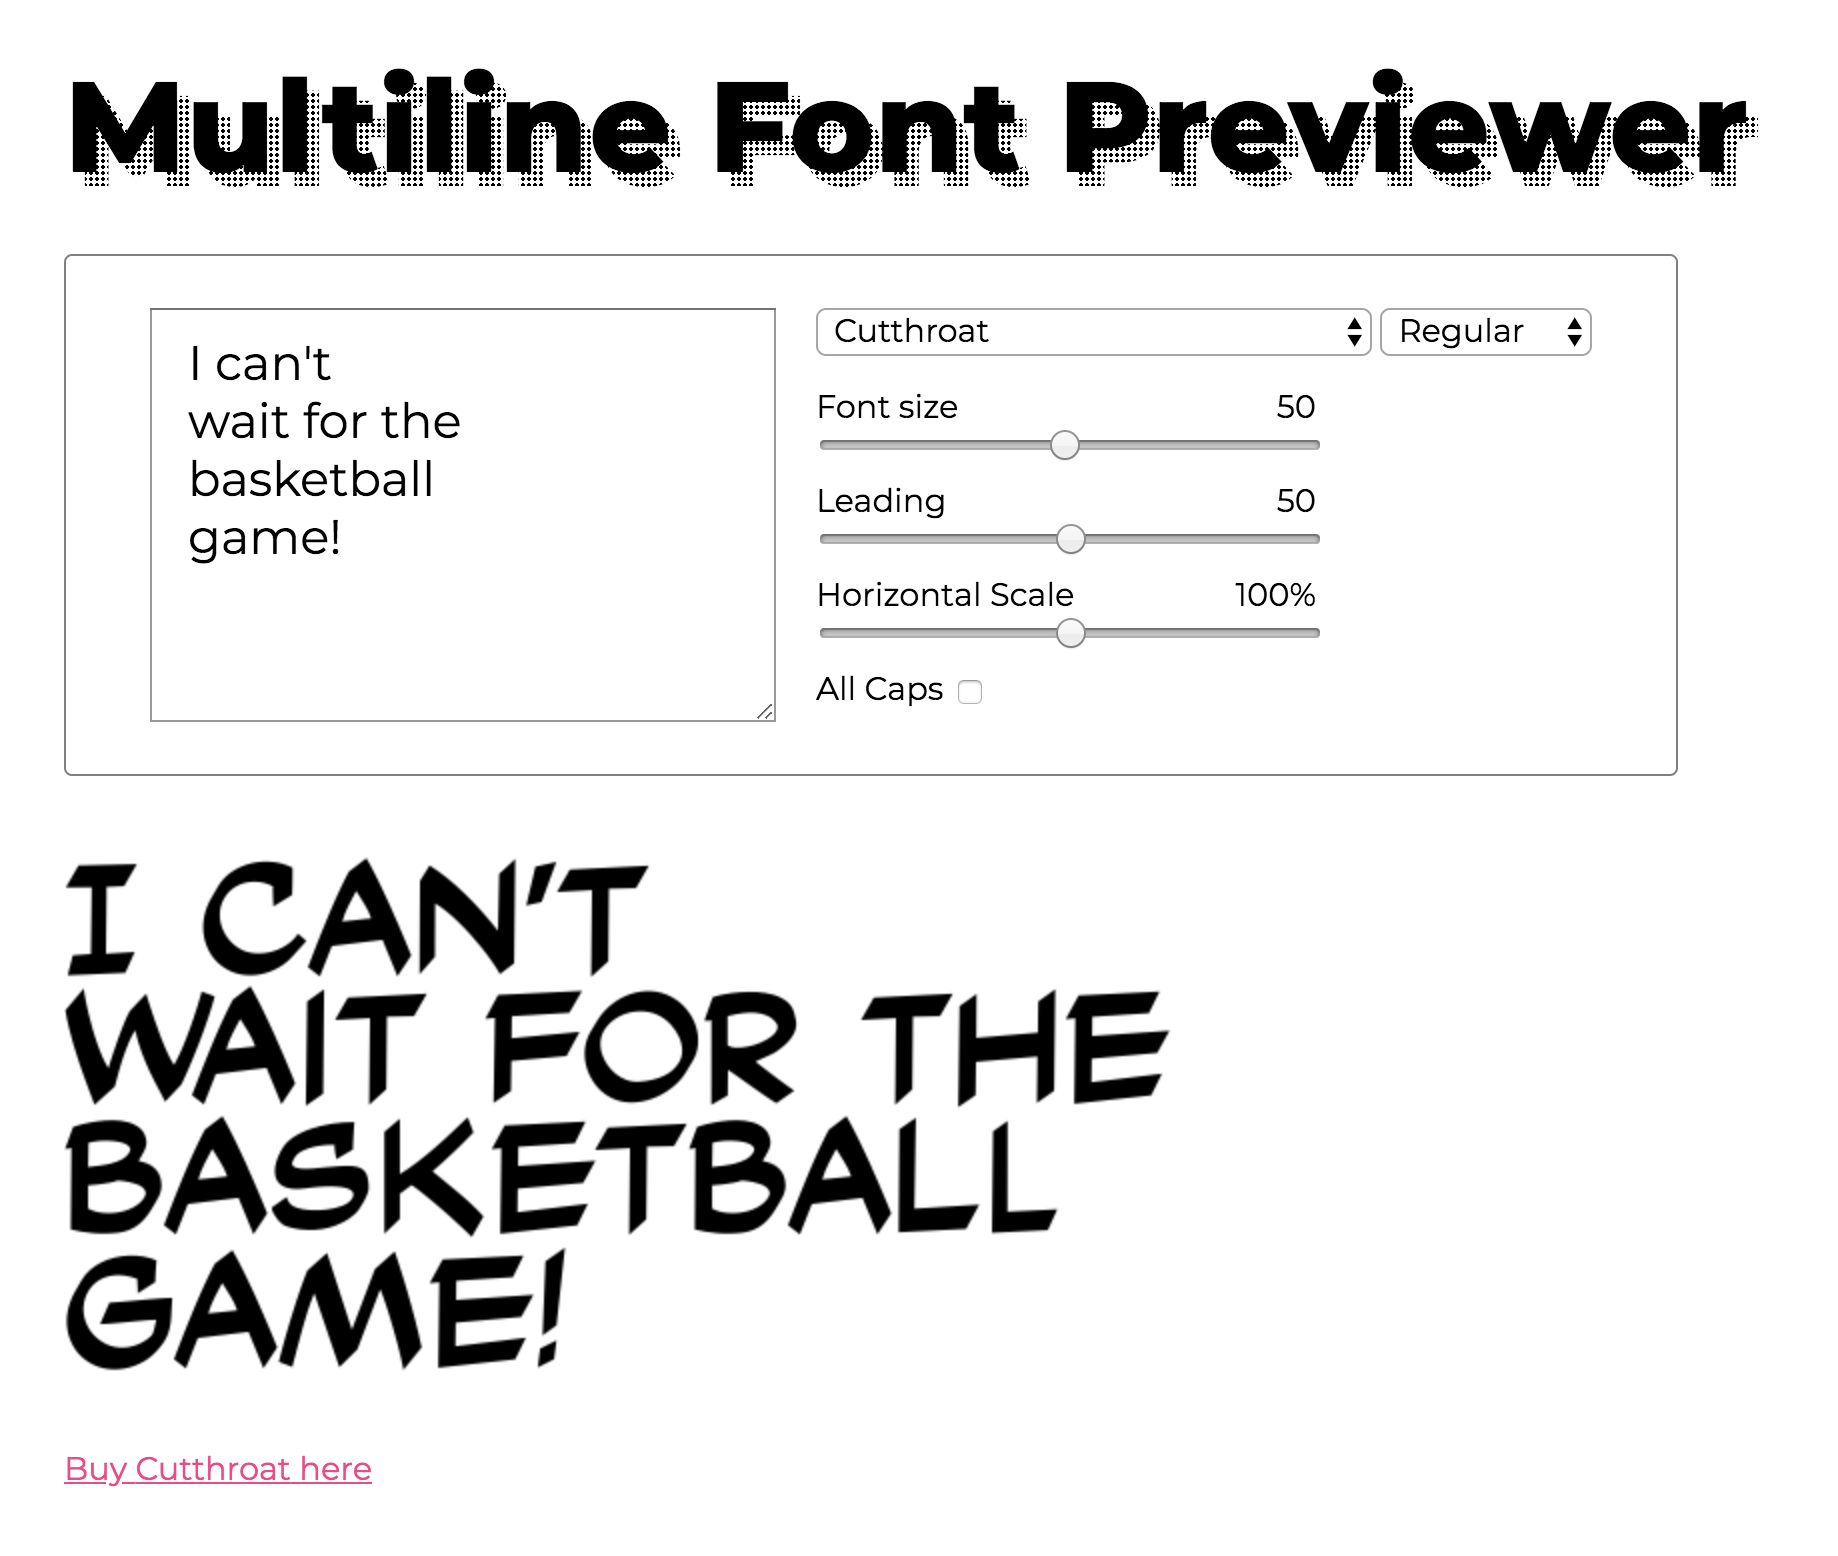 Multiline Font Previewer
I can't
wait for the
basketball
game!
Cutthroat
Regular
Font size 50
Leading 50
Horizontal Scale 100%
All Caps
I CAN'T
WAIT FOR THE
BASKETBALL
GAME!
Buy Cutthroat here